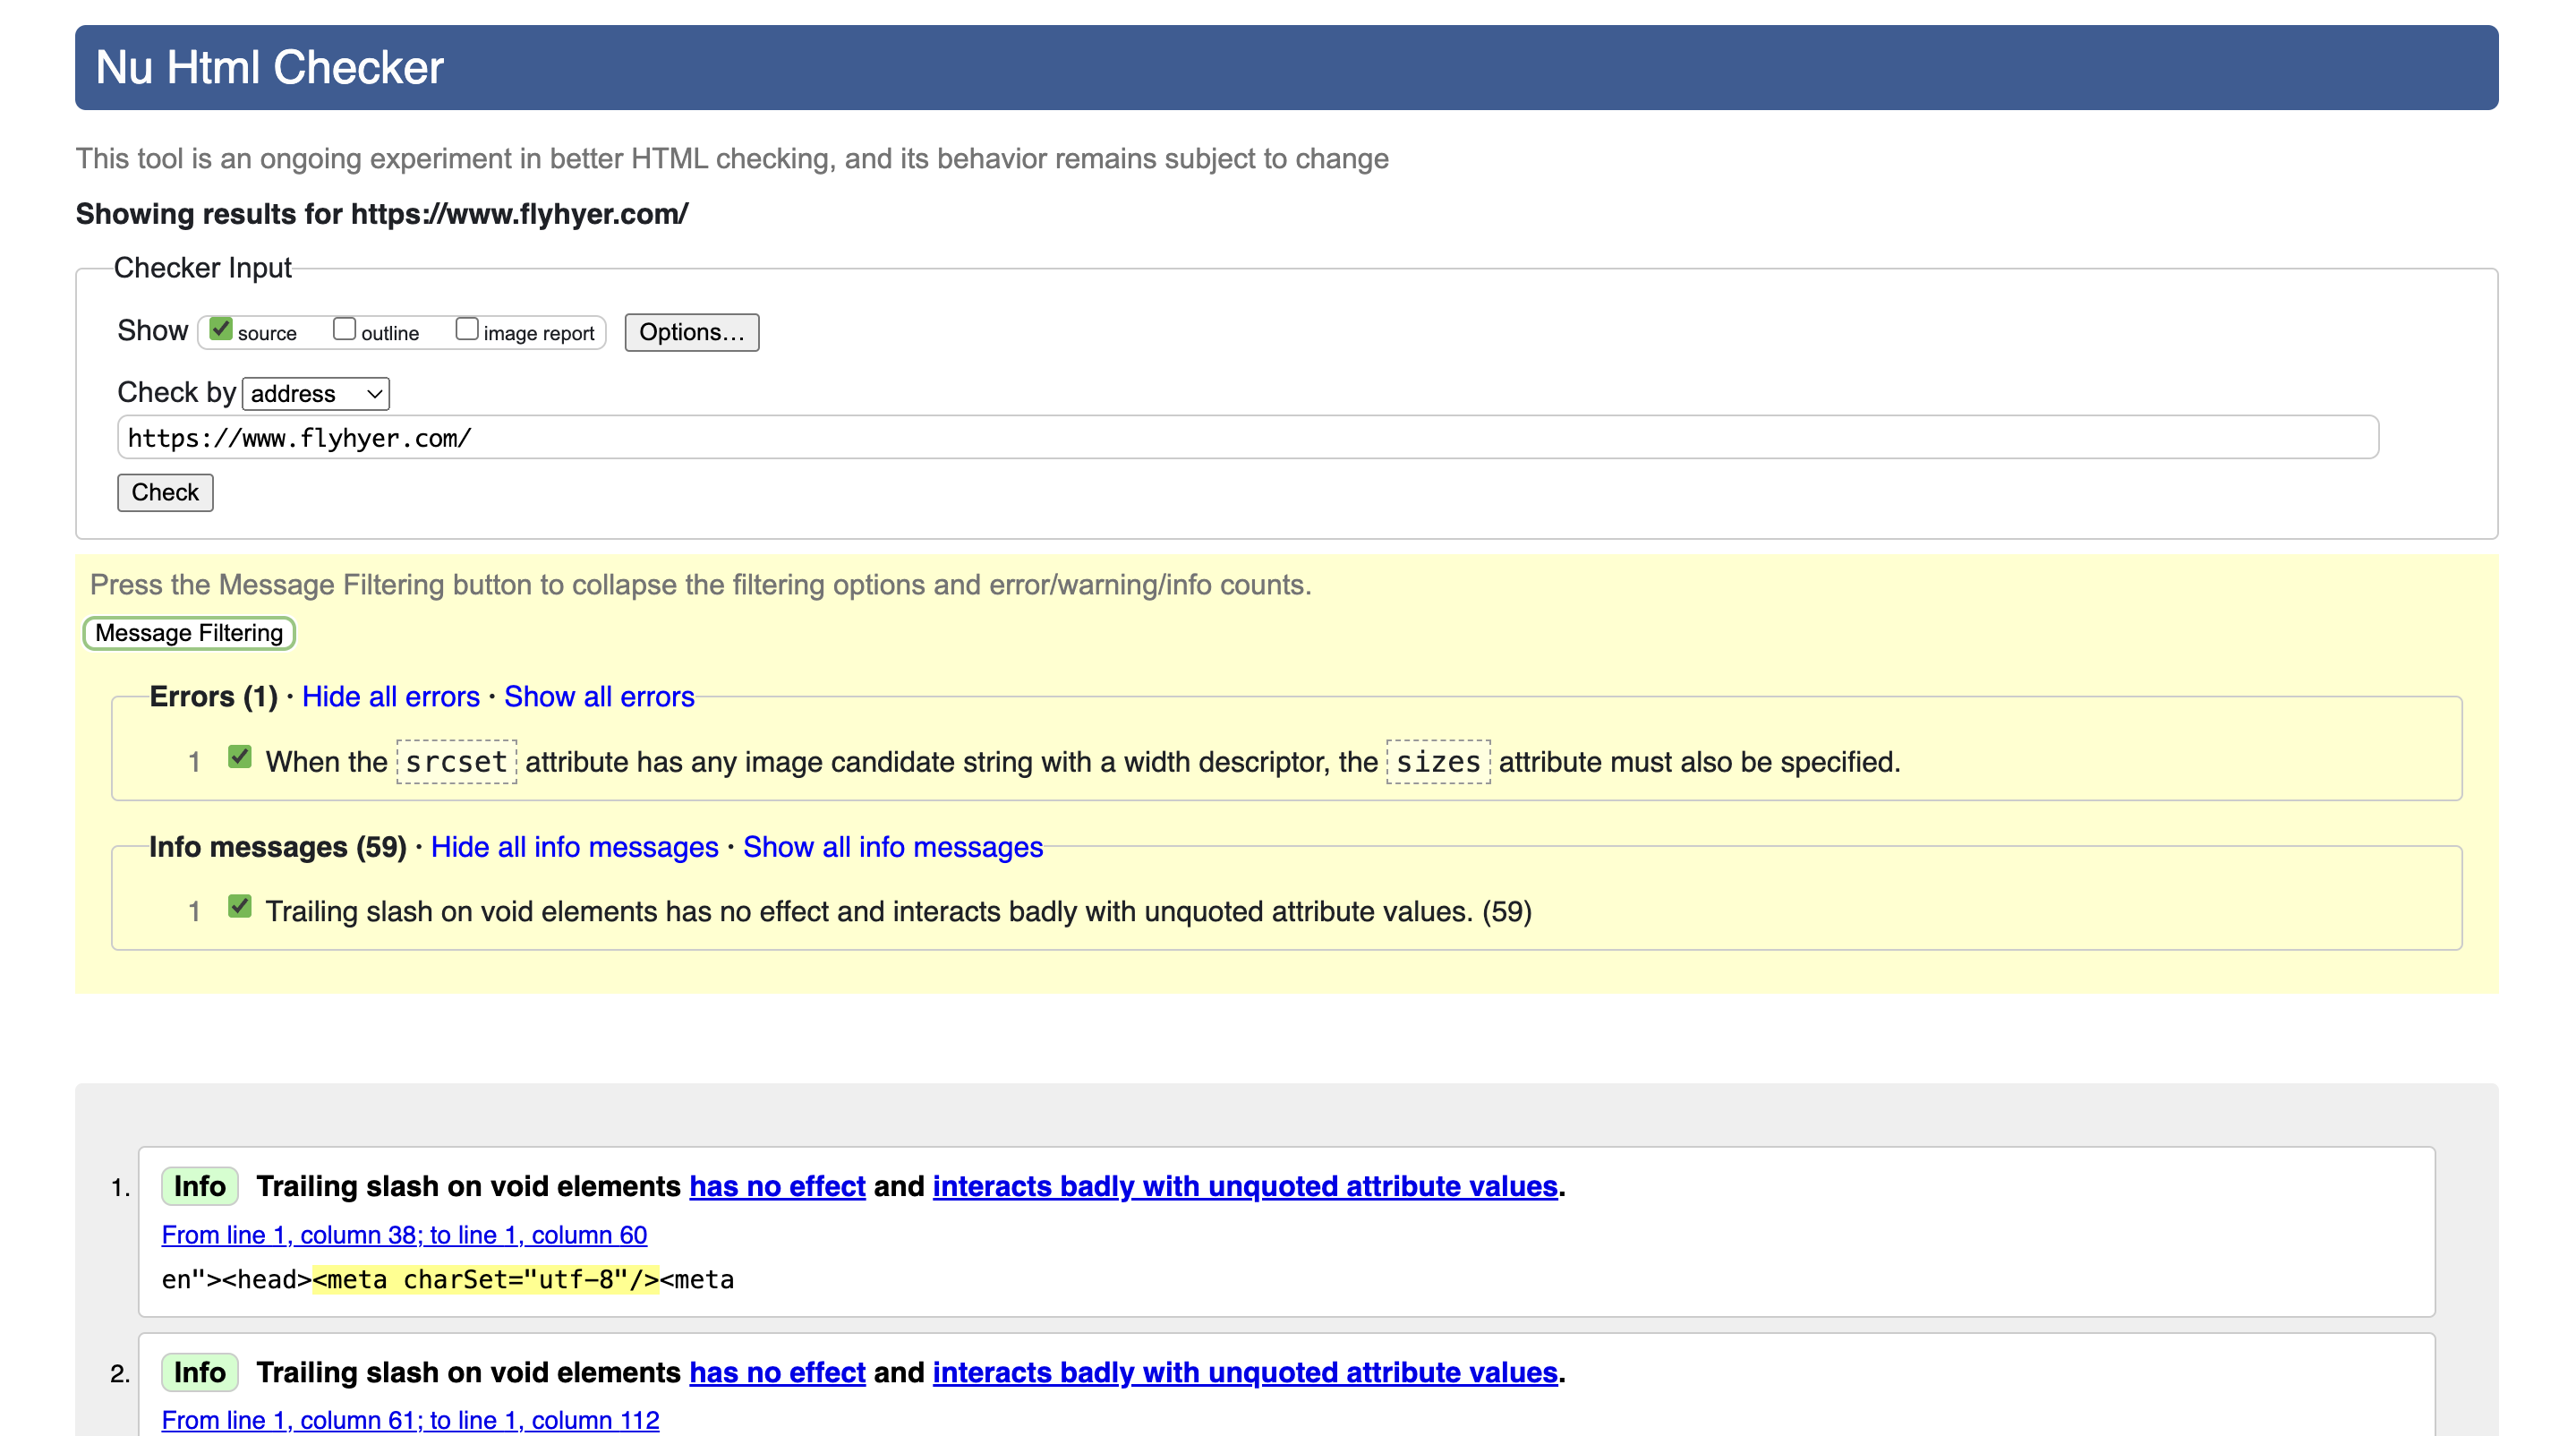 Nu Html Checker
This tool is an ongoing experiment in better HTML checking, and its behavior remains subject to change
Showing results for https://www.flyhyer.com/
Checker Input
Show source outline image report Options…
Check by address
https://www.flyhyer.com/
Check
Press the Message Filtering button to collapse the filtering options and error/warning/info counts.
Message Filtering
Errors (1) · Hide all errors · Show all errors
1 When the srcset attribute has any image candidate string with a width descriptor, the sizes attribute must also be specified.
Info messages (59) · Hide all info messages · Show all info messages
1 Trailing slash on void elements has no effect and interacts badly with unquoted attribute values. (59)
1. Info Trailing slash on void elements has no effect and interacts badly with unquoted attribute values.
From line 1, column 38; to line 1, column 60
en"><head><meta charSet="utf-8"/><meta
2. Info Trailing slash on void elements has no effect and interacts badly with unquoted attribute values.
From line 1, column 61; to line 1, column 112